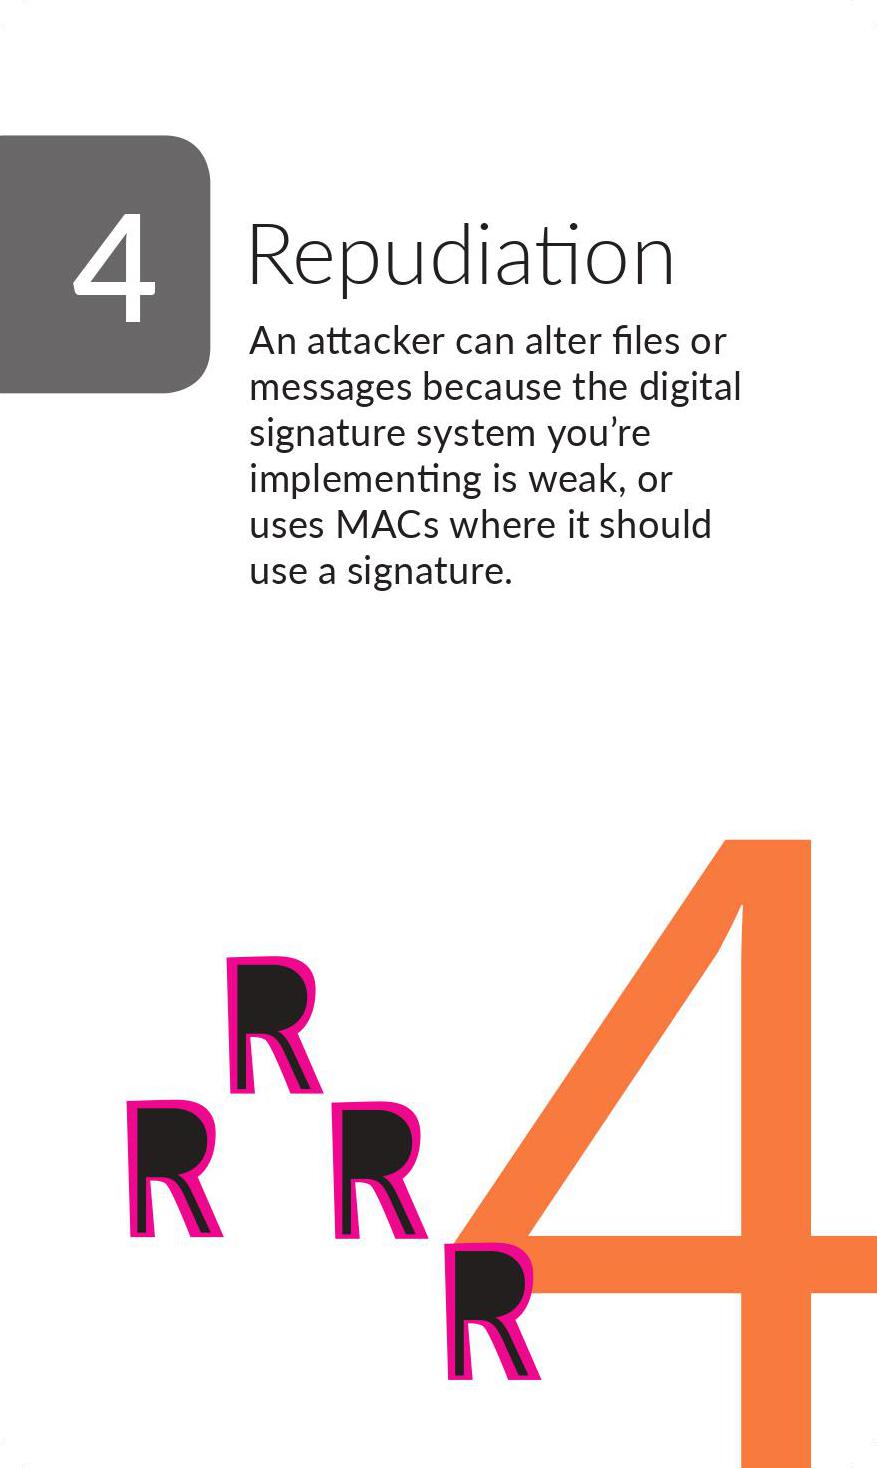 4
Repudiation
An attacker can alter files or
messages because the digital
signature system you’re
implementing is weak, or
uses MACs where it should
use a signature.
4
R
R R
R